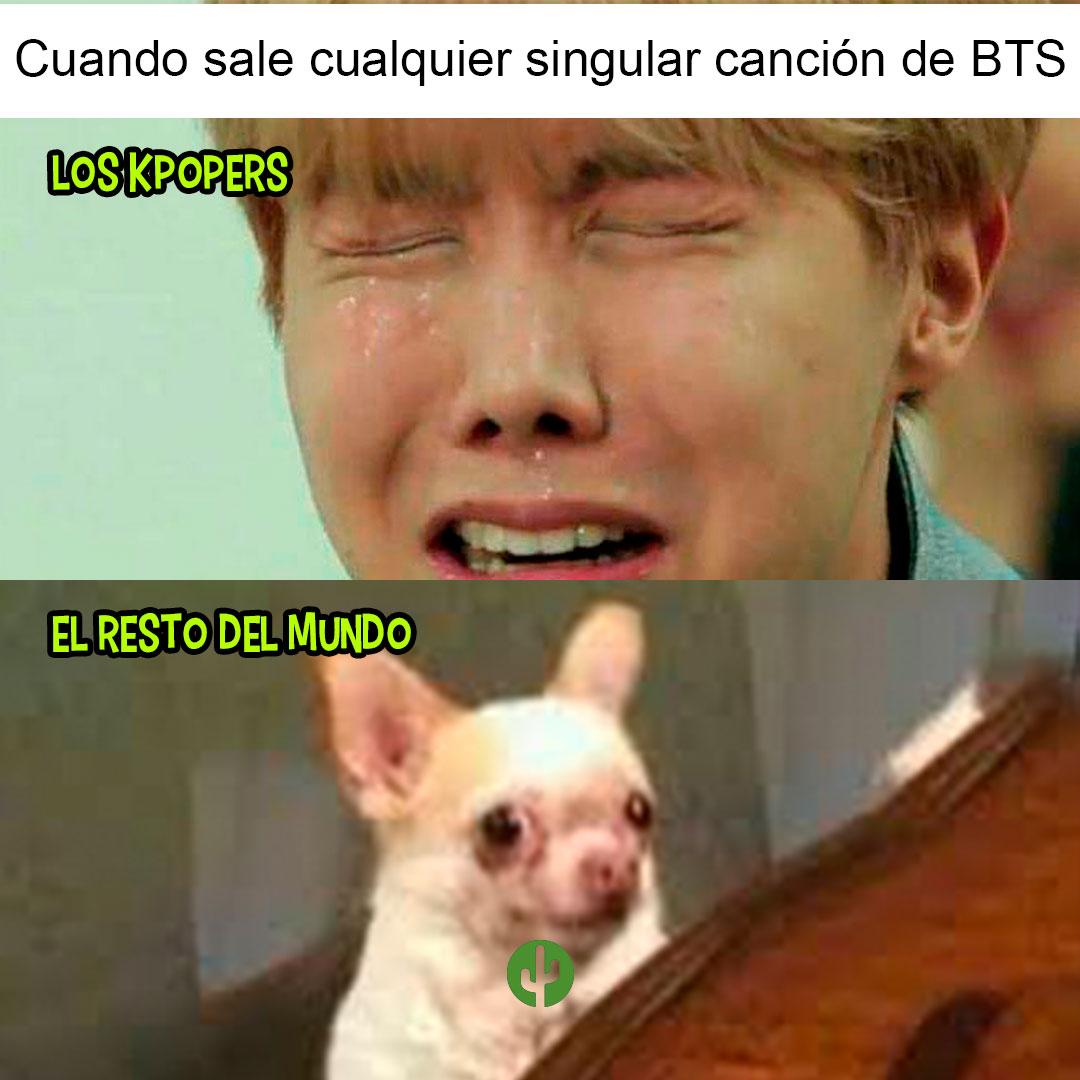 Cuando sale cualquier singular canción de BTS
LOS KPOPERS
EL RESTO DEL MUNDO